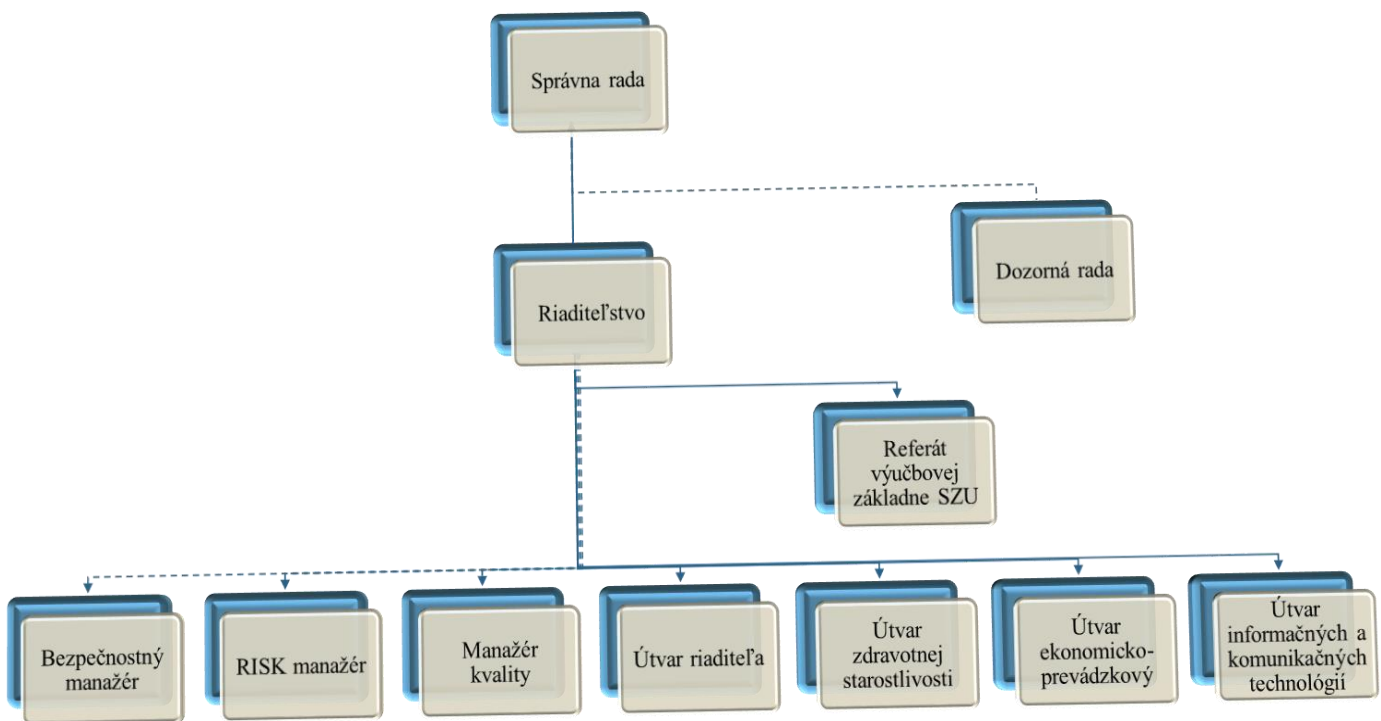 Správna rada
Dozorná rada
Riaditeľstvo
Referát
výučbovej
základne SZU
Bezpečnostný
manažér
RISK manažér
Manažér
kvality
Útvar riaditeľa
Útvar
zdravotnej
starostlivosti
Útvar
ekonomicko-
prevádzkový
Útvar
informačných a
komunikačných
technológií